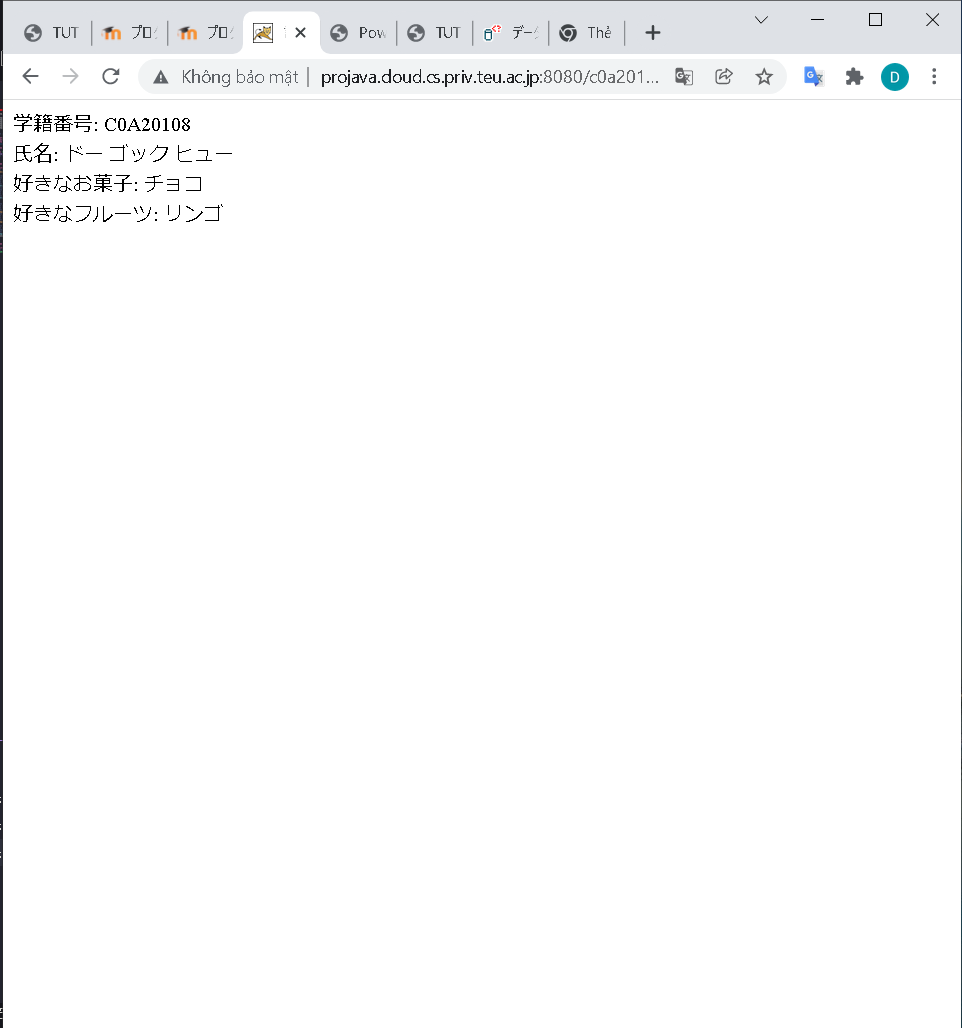 TUT
プロ
プロ
Pow
TUT
データ
Thẻ
Không bảo mật
projava.cloud.cs.priv.teu.ac.jp:8080/c0a201...
D
学籍番号: C0A20108
氏名: ドー ゴック ヒュー
好きなお菓子: チョコ
好きなフルーツ: リンゴ